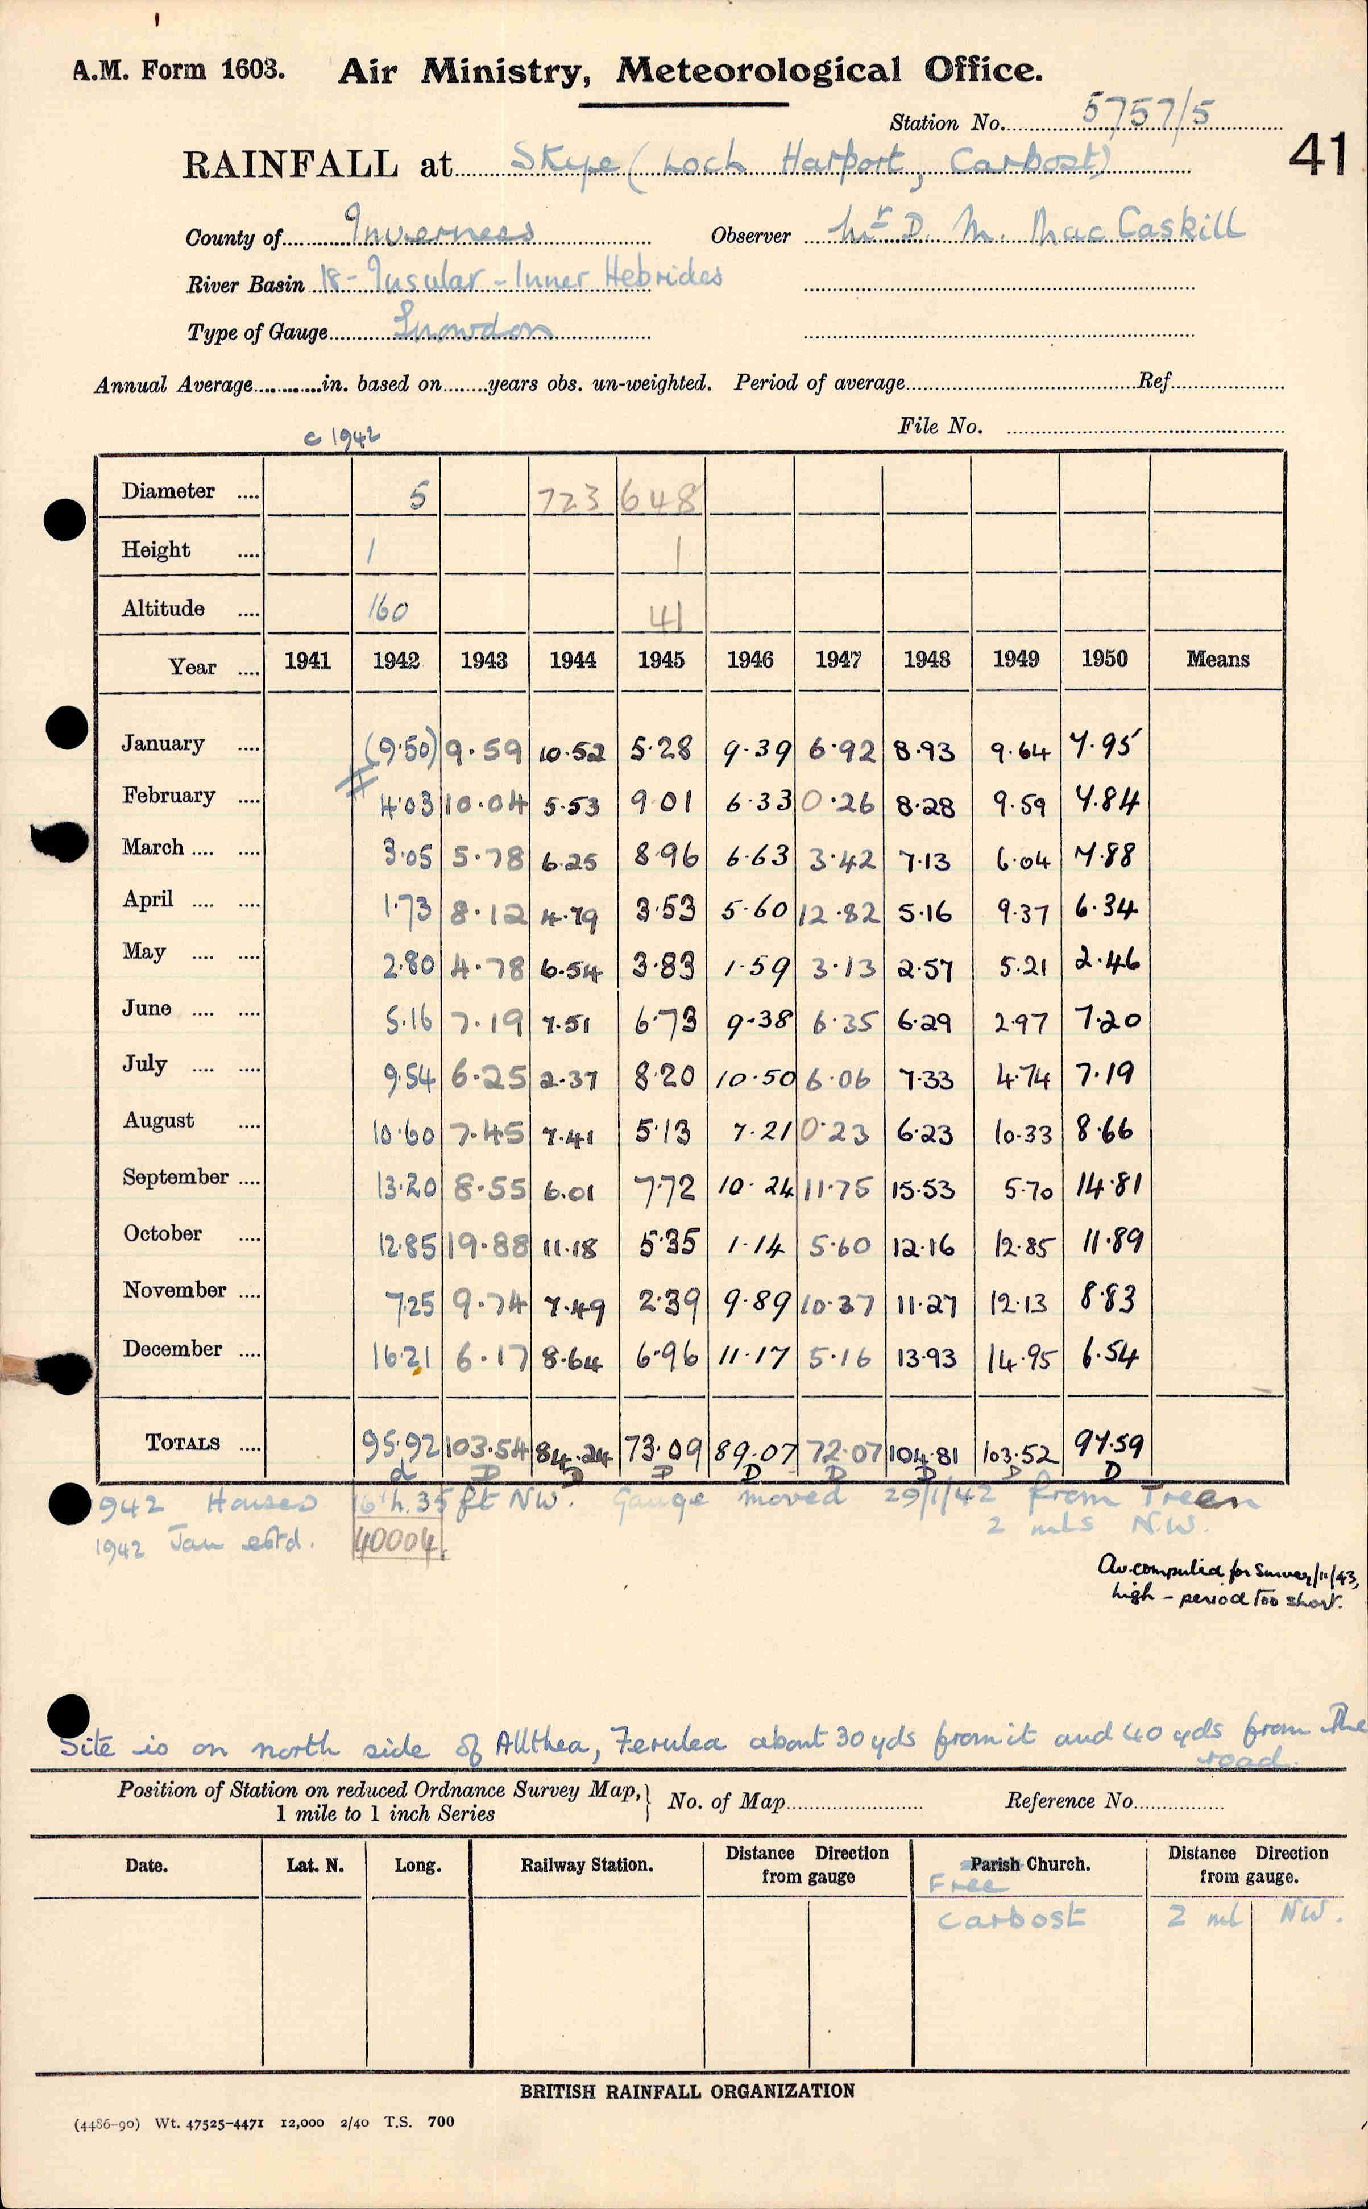 A.M. Form 1603. Air Ministry, Meteorological Office.
Station No. 5757/5
41
RAINFALL at Skye (Loch Harport, Carbost)
County of Inverness Observer Mr D. M. MacCaskill
River Basin 18 - Insular - Inner Hebrides
Type of Gauge Snowdon
Annual Average............in. based on........years obs. un-weighted. Period of average............ Ref............
File No. ............
c 1942
Diameter .... 5 723 648
Height .... 1 1
Altitude .... 160 41
Year .... 1941 1942 1943 1944 1945 1946 1947 1948 1949 1950 Means
January .... (9.50) 9.59 10.52 5.28 9.39 6.92 8.93 9.64 7.95
February .... 4.03 10.04 5.53 9.01 6.33 0.26 8.28 9.59 7.84
March .... .... 3.05 5.78 6.25 8.96 6.63 3.42 7.13 6.04 7.88
April .... .... 1.73 8.12 4.79 3.53 5.60 12.82 5.16 9.37 6.34
May .... .... 2.80 4.78 6.54 3.83 1.59 3.13 2.57 5.21 2.46
June .... .... 5.16 7.19 7.51 6.73 9.38 6.35 6.29 2.97 7.20
July .... .... 9.54 6.25 2.37 8.20 10.50 6.06 7.33 4.74 7.19
August .... 10.60 7.45 7.41 5.13 7.21 0.23 6.23 10.33 8.66
September .... 13.20 8.55 6.01 7.72 10.24 11.75 15.53 5.70 14.81
October .... 12.85 19.88 11.18 5.35 1.14 5.60 12.16 12.85 11.89
November .... 7.25 9.74 7.49 2.39 9.89 10.37 11.27 12.13 8.83
December .... 16.21 6.17 8.64 6.96 11.17 5.16 13.93 14.95 6.54
TOTALS .... 95.92 103.54 84.24 73.09 89.07 72.07 104.81 103.52 97.59
d D D D D D D D D
942 House 16 h. 35 ft NW. Gauge moved 29/1/42 from Treen
2 mls N.W.
1942 Jan estd. 40004.
Av. computed for Survey/11/43,
high - period too short.
Site is on north side of Allthea, Ferulea about 30 yds from it and 40 yds from the
road.
Position of Station on reduced Ordnance Survey Map, } No. of Map............ Reference No............
1 mile to 1 inch Series
Date. Lat. N. Long. Railway Station. Distance from gauge Direction Parish Church. Distance from gauge. Direction
Free
Carbost 2 ml NW.
BRITISH RAINFALL ORGANIZATION
(4486-90) Wt. 47525-4471 12,000 2/40 T.S. 700